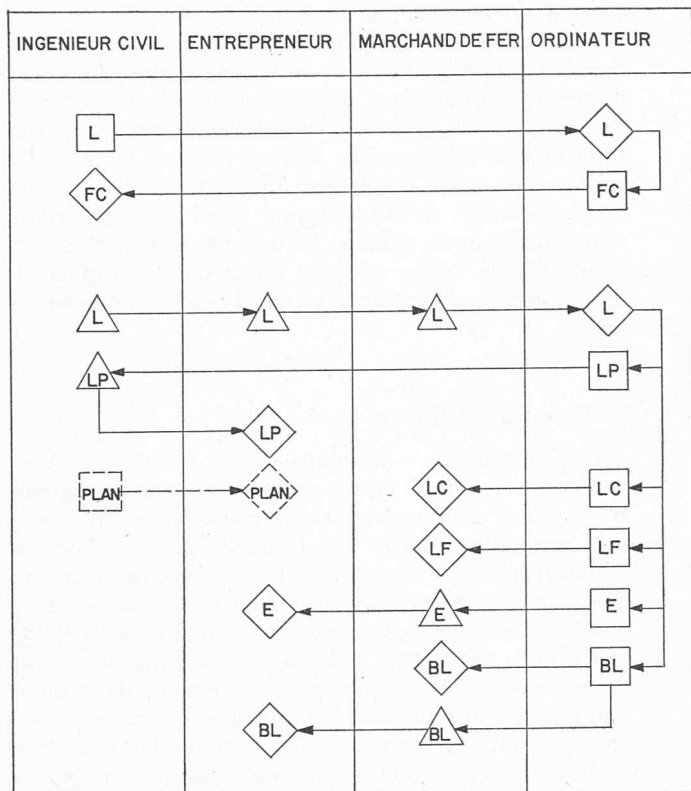 INGENIEUR CIVIL ENTREPRENEUR MARCHAND DE FER ORDINATEUR
L L
FC FC
L L L L
LP LP
LP
PLAN PLAN LC LC
LF LF
E E E
BL BL
BL BL